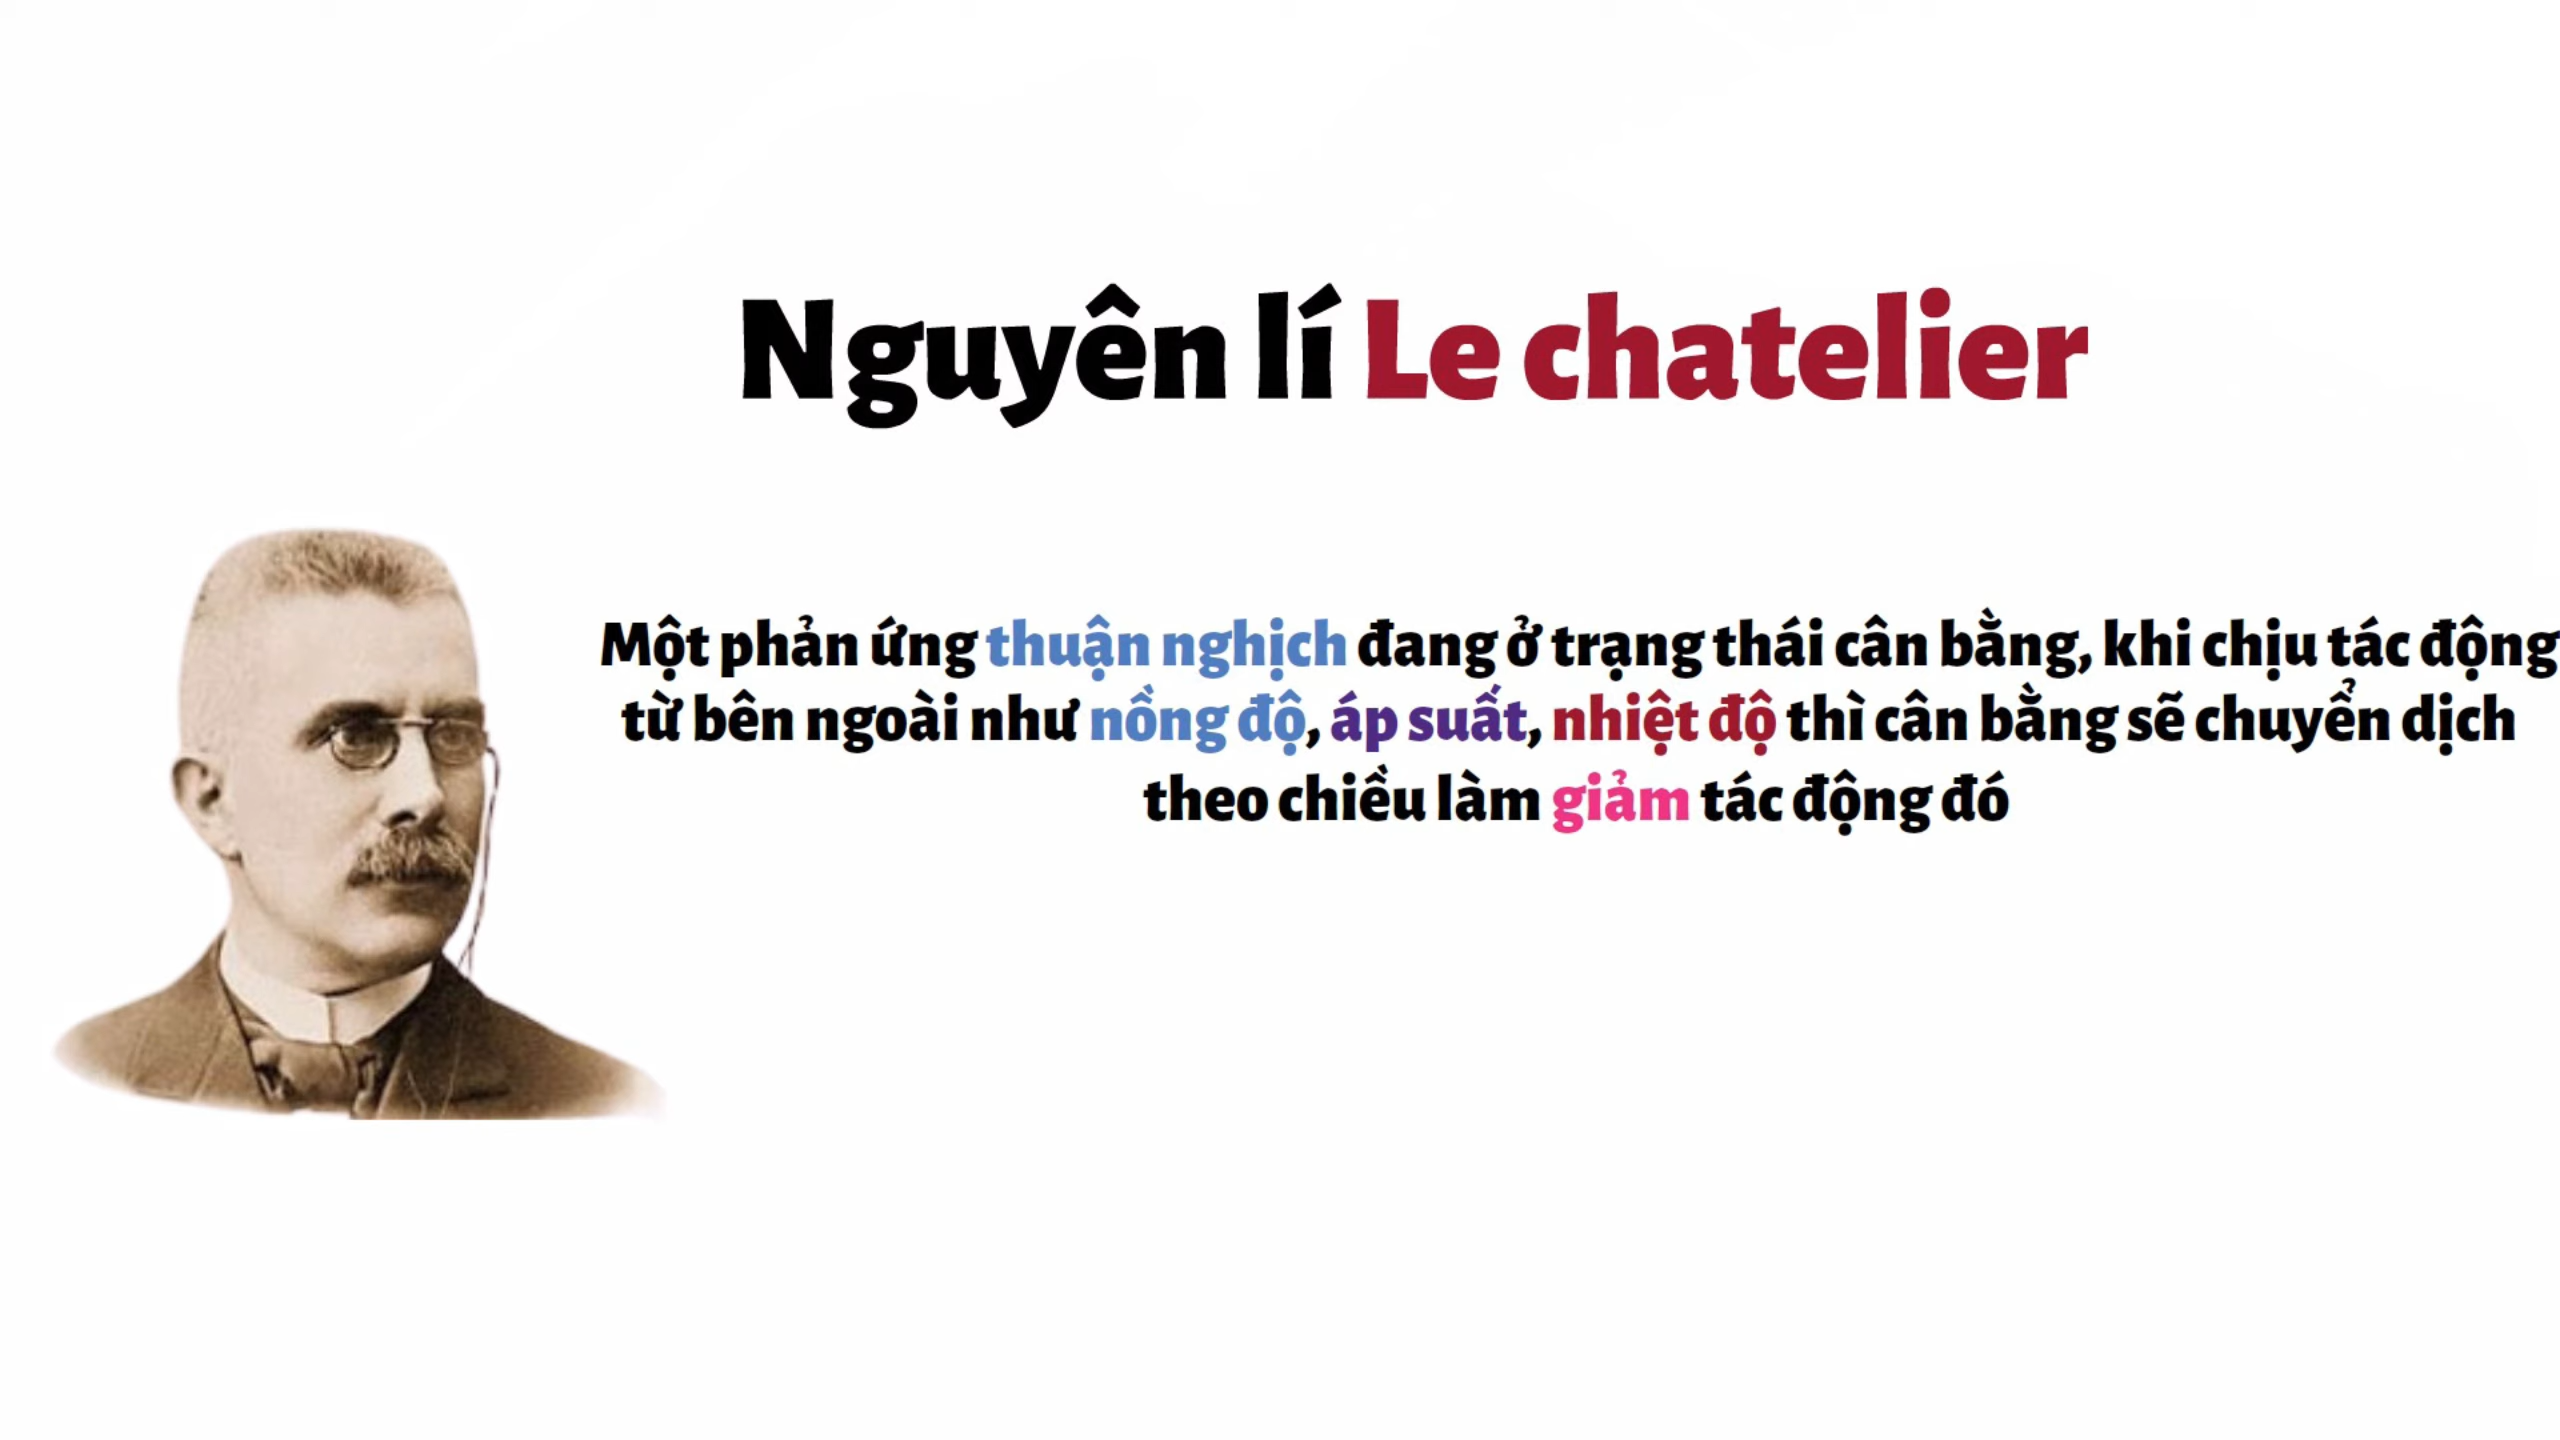 Nguyên lí Le chatelier
Một phản ứng thuận nghịch đang ở trạng thái cân bằng, khi chịu tác động
từ bên ngoài như nồng độ, áp suất, nhiệt độ thì cân bằng sẽ chuyển dịch
theo chiều làm giảm tác động đó